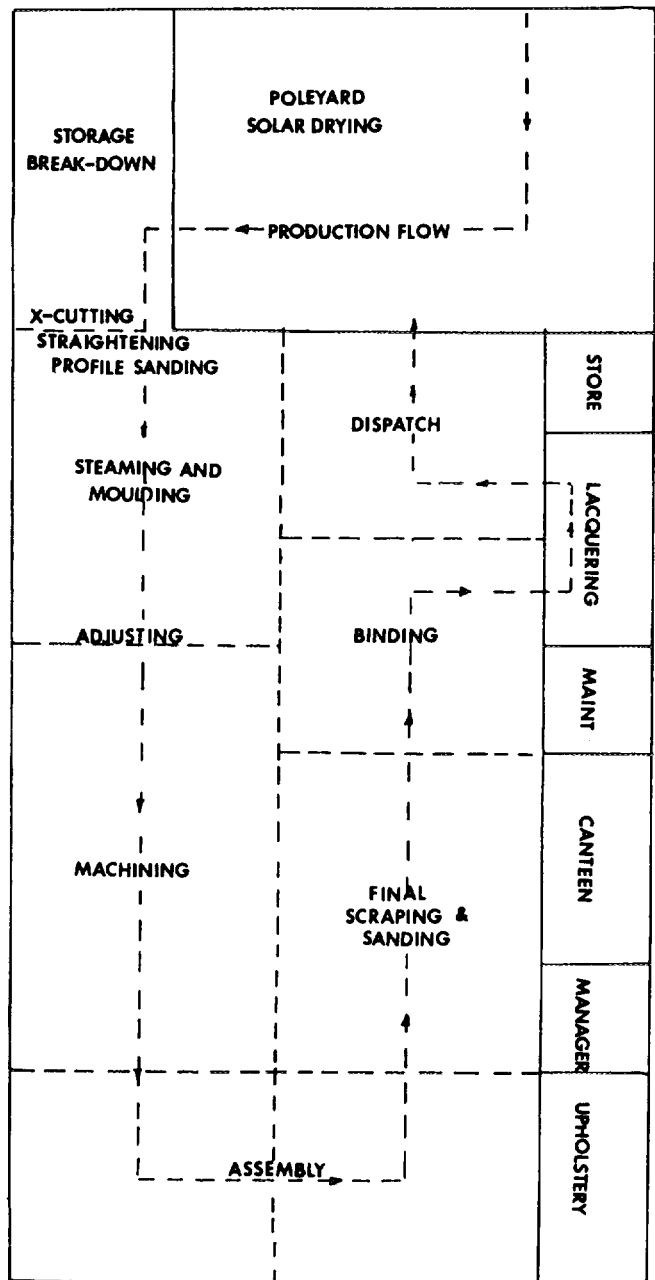 POLEYARD
SOLAR DRYING
STORAGE
BREAK-DOWN
PRODUCTION FLOW
X-CUTTING
STRAIGHTENING
PROFILE SANDING
STORE
DISPATCH
STEAMING AND
MOULDING
LACQUERING
ADJUSTING
BINDING
MAINT
MACHINING
CANTEEN
FINAL
SCRAPING &
SANDING
MANAGER
ASSEMBLY
UPHOLSTERY